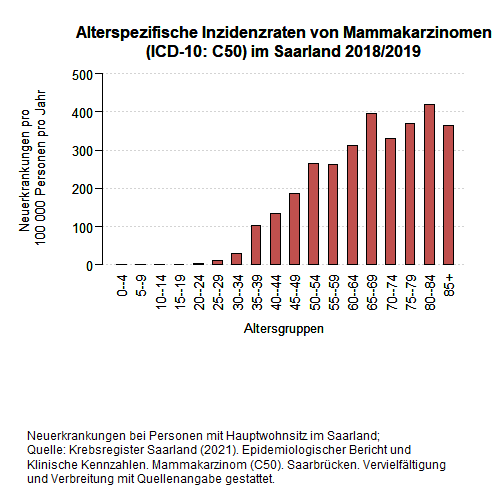 Alterspezifische Inzidenzraten von Mammakarzinomen
(ICD-10: C50) im Saarland 2018/2019
Neuerkrankungen pro
100 000 Personen pro Jahr
500
400
300
200
100
0
0--4
5--9
10--14
15--19
20--24
25--29
30--34
35--39
40--44
45--49
50--54
55--59
60--64
65--69
70--74
75--79
80--84
85+
Altersgruppen
Neuerkrankungen bei Personen mit Hauptwohnsitz im Saarland;
Quelle: Krebsregister Saarland (2021). Epidemiologischer Bericht und
Klinische Kennzahlen. Mammakarzinom (C50). Saarbrücken. Vervielfältigung
und Verbreitung mit Quellenangabe gestattet.